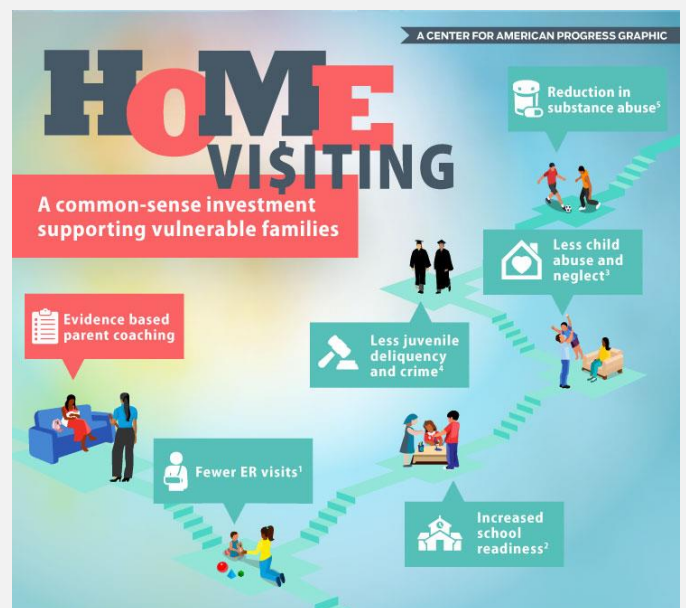 A CENTER FOR AMERICAN PROGRESS GRAPHIC
HOME
VI$ITING
A common-sense investment
supporting vulnerable families
Reduction in
substance abuse⁵
Less child
abuse and
neglect³
Evidence based
parent coaching
Less juvenile
deliquency
and crime⁴
Fewer ER visits¹
Increased
school
readiness²